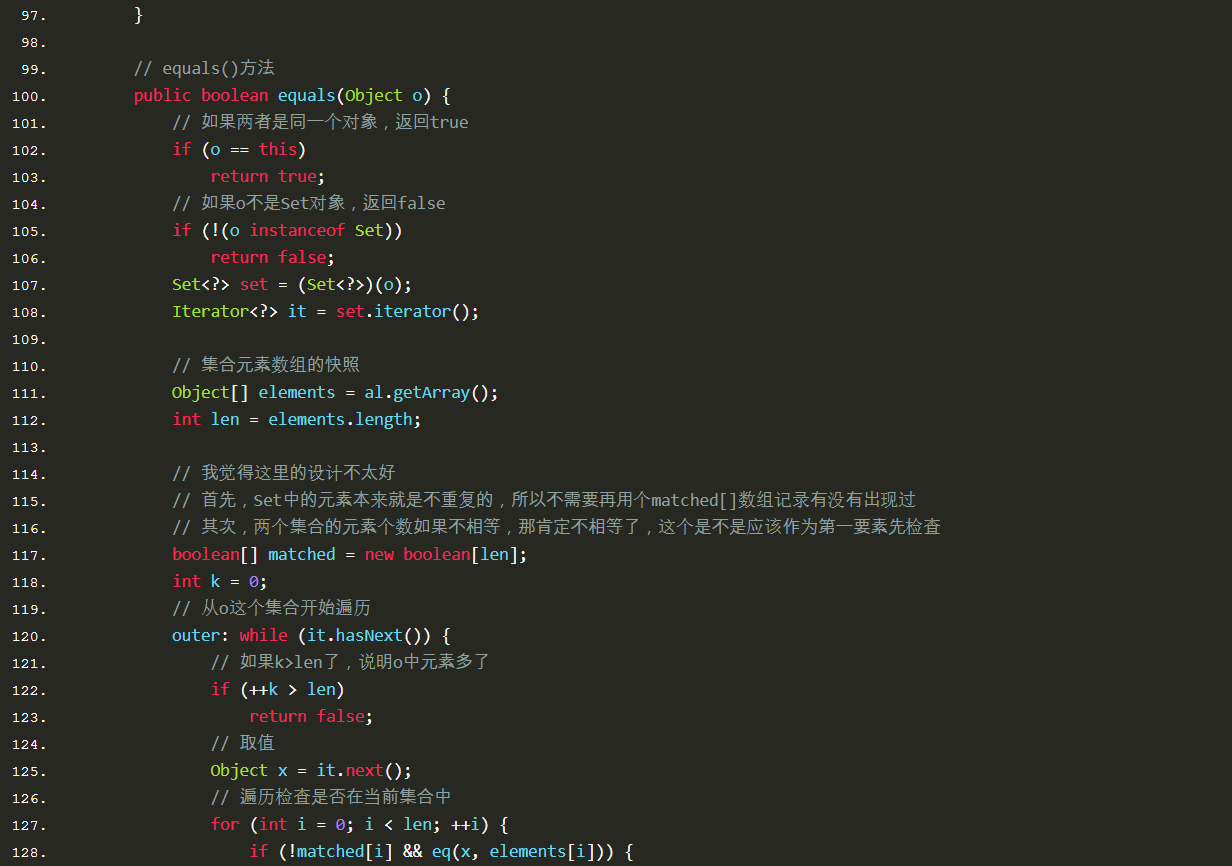 97. }
98.
99. // equals()方法
100. public boolean equals(Object o) {
101. // 如果两者是同一个对象，返回true
102. if (o == this)
103. return true;
104. // 如果o不是Set对象，返回false
105. if (!(o instanceof Set))
106. return false;
107. Set<?> set = (Set<?>)(o);
108. Iterator<?> it = set.iterator();
109.
110. // 集合元素数组的快照
111. Object[] elements = al.getArray();
112. int len = elements.length;
113.
114. // 我觉得这里的设计不太好
115. // 首先，Set中的元素本来就是不重复的，所以不需要再用个matched[]数组记录有没有出现过
116. // 其次，两个集合的元素个数如果不相等，那肯定不相等了，这个是不是应该作为第一要素先检查
117. boolean[] matched = new boolean[len];
118. int k = 0;
119. // 从o这个集合开始遍历
120. outer: while (it.hasNext()) {
121. // 如果k>len了，说明o中元素多了
122. if (++k > len)
123. return false;
124. // 取值
125. Object x = it.next();
126. // 遍历检查是否在当前集合中
127. for (int i = 0; i < len; ++i) {
128. if (!matched[i] && eq(x, elements[i])) {